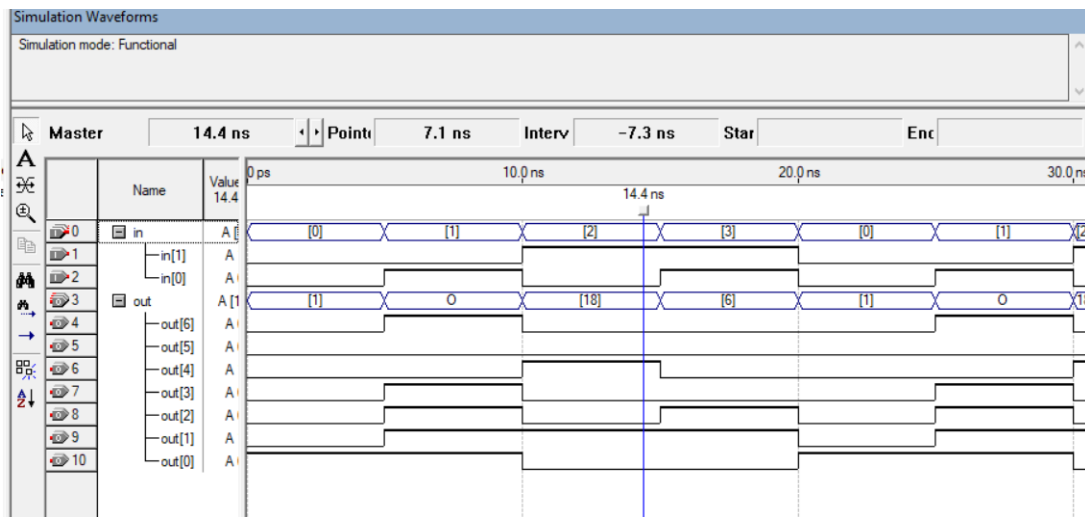 Simulation Waveforms
Simulation mode: Functional
Master 14.4 ns Pointe 7.1 ns Interv -7.3 ns Star Enc
A
Name Value 14.4 0 ps 10.0 ns 20.0 ns 30.0 ns
14.4 ns
0 in A [ [0] [1] [2] [3] [0] [1] [2
1 in[1] A
2 in[0] A
3 out A [1 [1] O [18] [6] [1] O [18
4 out[6] A
5 out[5] A
6 out[4] A
7 out[3] A
8 out[2] A
9 out[1] A
10 out[0] A
A
Z